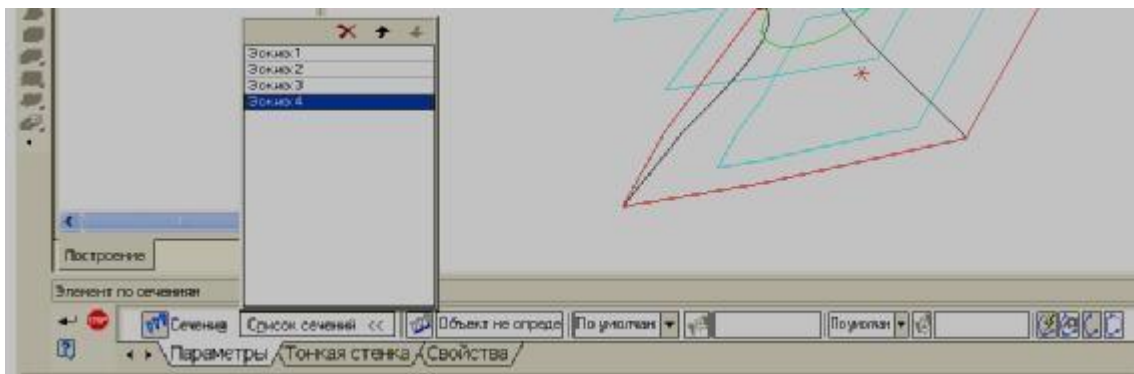 Эскиз:1
Эскиз:2
Эскиз:3
Эскиз:4
Построение
Элемент по сечениям
Сечения
Список сечений <<
Объект не опреде
По умолчан
По умолчан
Параметры
Тонкая стенка
Свойства